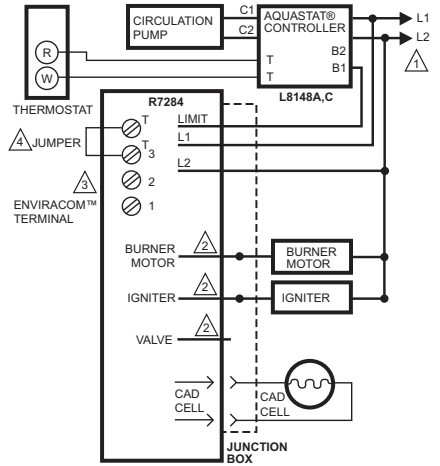 C1
C2
CIRCULATION
PUMP
AQUASTAT®
CONTROLLER
L1
L2
B2
B1
1
R
W
T
T
THERMOSTAT
L8148A,C
R7284
T
LIMIT
4 JUMPER
L1
T
3
L2
3
2
ENVIRACOM™
TERMINAL
1
BURNER
MOTOR
2
BURNER
MOTOR
IGNITER
2
IGNITER
VALVE
2
CAD
CELL
CAD
CELL
JUNCTION
BOX